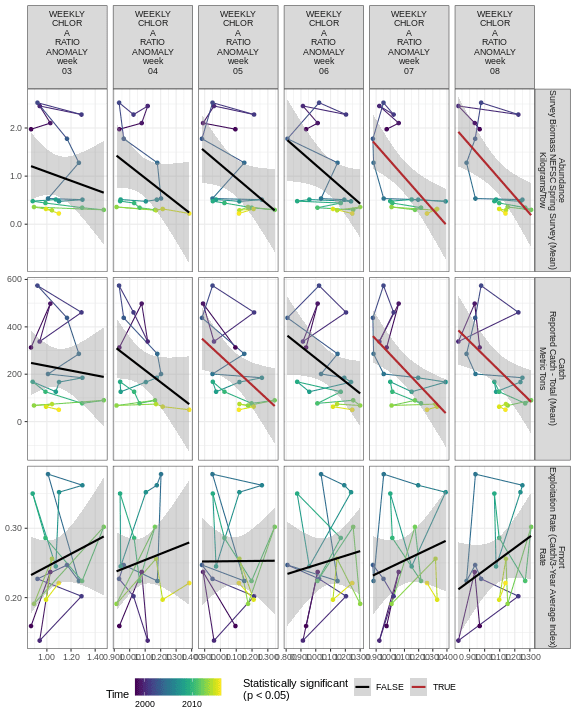 WEEKLY
CHLOR
A
RATIO
ANOMALY
week
03
WEEKLY
CHLOR
A
RATIO
ANOMALY
week
04
WEEKLY
CHLOR
A
RATIO
ANOMALY
week
05
WEEKLY
CHLOR
A
RATIO
ANOMALY
week
06
WEEKLY
CHLOR
A
RATIO
ANOMALY
week
07
WEEKLY
CHLOR
A
RATIO
ANOMALY
week
08
2.0
1.0
0.0
Abundance
Survey Biomass NEFSC Spring Survey (Mean)
Kilograms/tow
600
400
200
0
Catch
Reported Catch - Total (Mean)
Metric Tons
0.30
0.20
Fmort
Exploitation Rate (Catch/3-Year Average Index)
Rate
1.00
1.20
Time
2000
2010
Statistically significant
(p < 0.05)
FALSE
TRUE